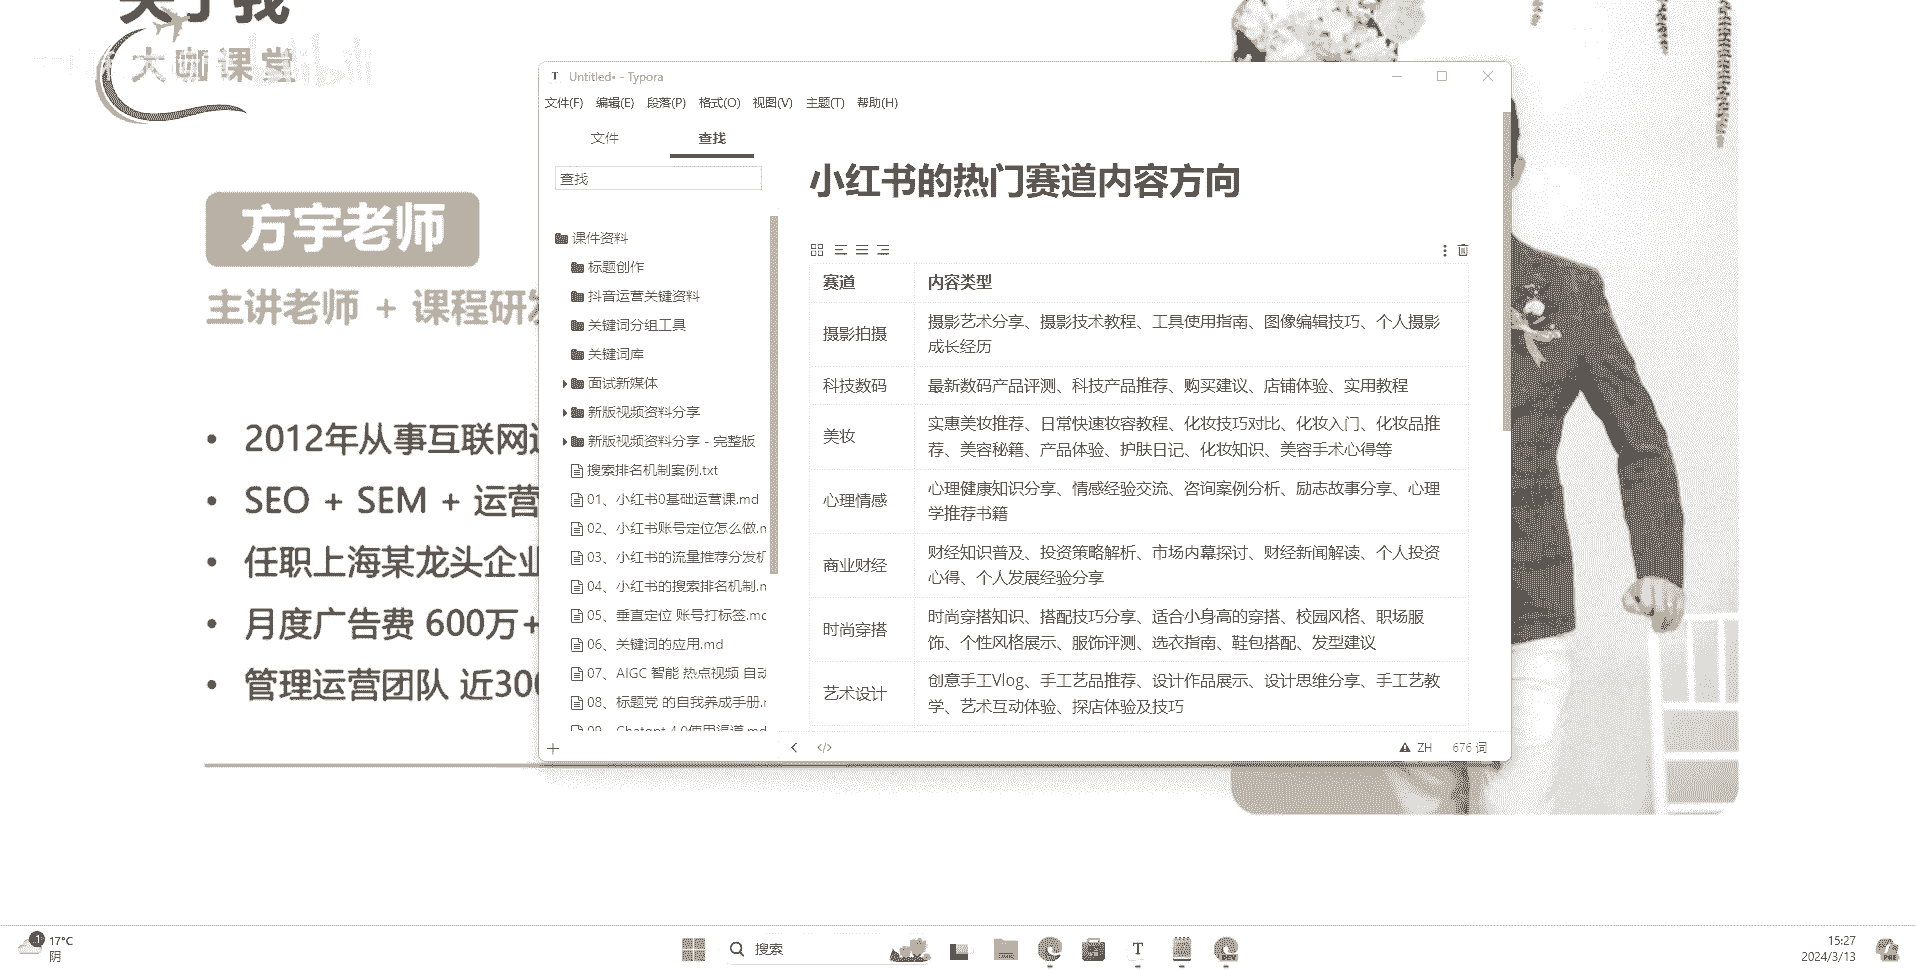 关于我
大咖课堂
bilibili
方宇老师
主讲老师 + 课程研发
• 2012年从事互联网
• SEO + SEM + 运营
• 任职上海某龙头企业
• 月度广告费 600万+
• 管理运营团队 近300
T Untitled• - Typora
文件(F) 编辑(E) 段落(P) 格式(O) 视图(V) 主题(T) 帮助(H)
文件 查找
查找
课件资料
标题创作
抖音运营关键资料
关键词分组工具
关键词库
面试新媒体
新版视频资料分享
新版视频资料分享 - 完整版
搜索排名机制案例.txt
01、小红书0基础运营课.md
02、小红书账号定位怎么做.m
03、小红书的流量推荐分发机
04、小红书的搜索排名机制.m
05、垂直定位 账号打标签.md
06、关键词的应用.md
07、AIGC 智能 热点视频 自动
08、标题党 的自我养成手册.m
09、Chatgpt 4.0使用渠道.md
小红书的热门赛道内容方向
赛道 内容类型
摄影拍摄 摄影艺术分享、摄影技术教程、工具使用指南、图像编辑技巧、个人摄影
成长经历
科技数码 最新数码产品评测、科技产品推荐、购买建议、店铺体验、实用教程
美妆 实惠美妆推荐、日常快速妆容教程、化妆技巧对比、化妆入门、化妆品推
荐、美容秘籍、产品体验、护肤日记、化妆知识、美容手术心得等
心理情感 心理健康知识分享、情感经验交流、咨询案例分析、励志故事分享、心理
学推荐书籍
商业财经 财经知识普及、投资策略解析、市场内幕探讨、财经新闻解读、个人投资
心得、个人发展经验分享
时尚穿搭 时尚穿搭知识、搭配技巧分享、适合小身高的穿搭、校园风格、职场服
饰、个性风格展示、服饰评测、选衣指南、鞋包搭配、发型建议
艺术设计 创意手工Vlog、手工艺品推荐、设计作品展示、设计思维分享、手工艺教
学、艺术互动体验、探店体验及技巧
</> ZH 676 词
1 17°C
阴
搜索
T
DEV
15:27
2024/3/13
PRE